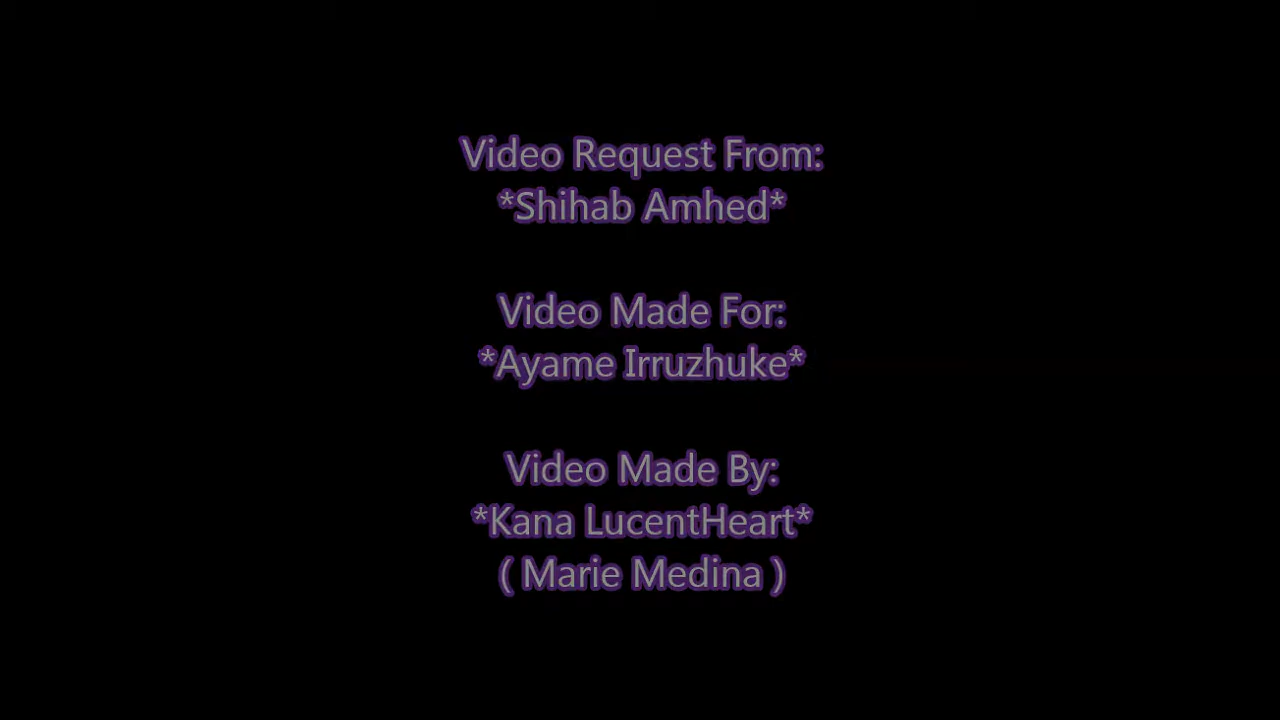 Video Request From:
*Shihab Amhed*
Video Made For:
*Ayame Irruzhuke*
Video Made By:
*Kana LucentHeart*
( Marie Medina )